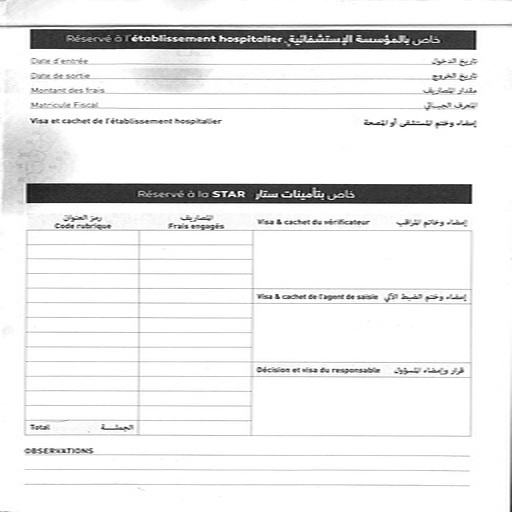 Réservé à l'établissement hospitalier خاص بالمؤسسة الإستشفائية
Date d'entrée تاريخ الدخول
Date de sortie تاريخ الخروج
Montant des frais مقدار المصاريف
Matricule Fiscal المعرف الجبائي
Visa et cachet de l'établissement hospitalier إمضاء وختم المستشفى أو المصحة
Réservé à la STAR خاص بتأمينات ستار
رمز العنوان المصاريف
Code rubrique Frais engagés Visa & cachet du vérificateur إمضاء وخاتم المراقب
Visa & cachet de l'agent de saisie إمضاء وختم الضبط الآلي
Décision et visa du responsable قرار وإمضاء المسؤول
Total الجملة
OBSERVATIONS